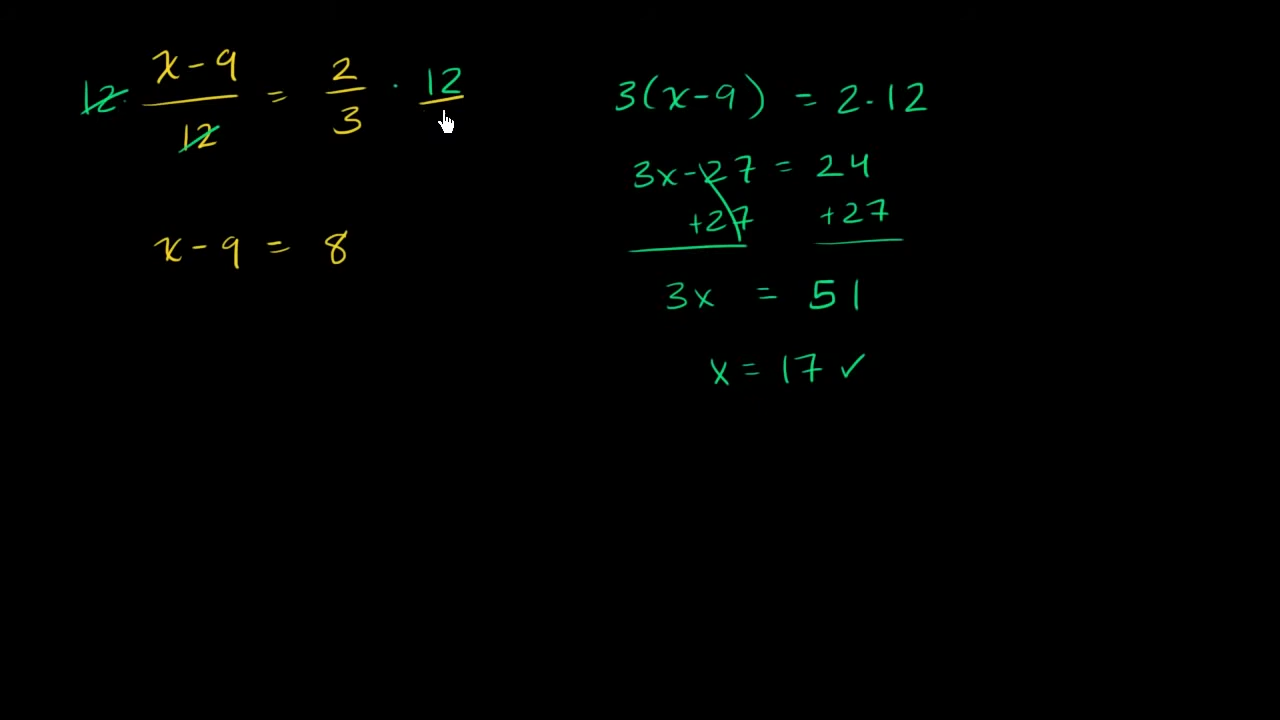 12 · x - 9 / 12 = 2 / 3 · 12 /
x - 9 = 8
3(x - 9) = 2 · 12
3x - 27 = 24
+27 +27
3x = 51
x = 17 ✓